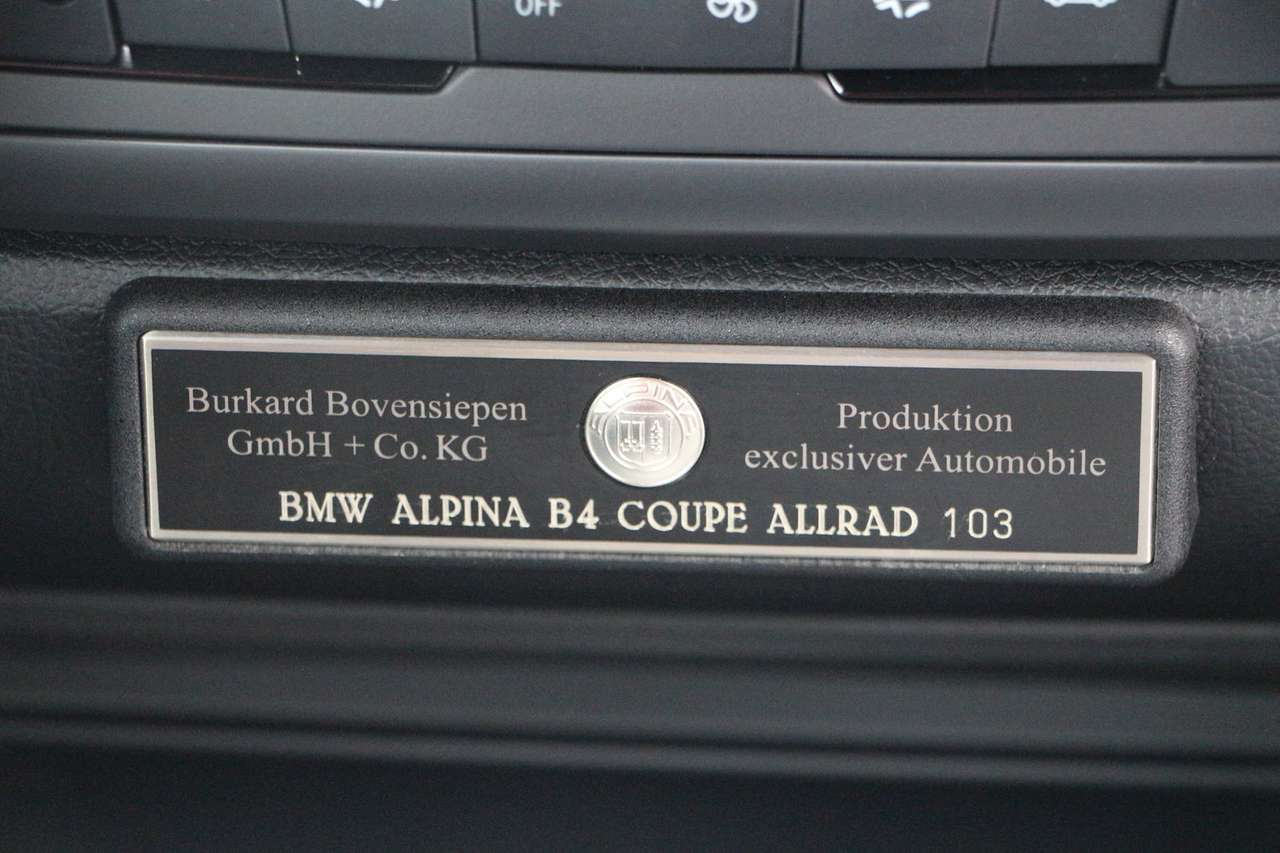 OFF
Burkard Bovensiepen
GmbH + Co. KG
ALPINA
Produktion
exclusiver Automobile
BMW ALPINA B4 COUPE ALLRAD 103